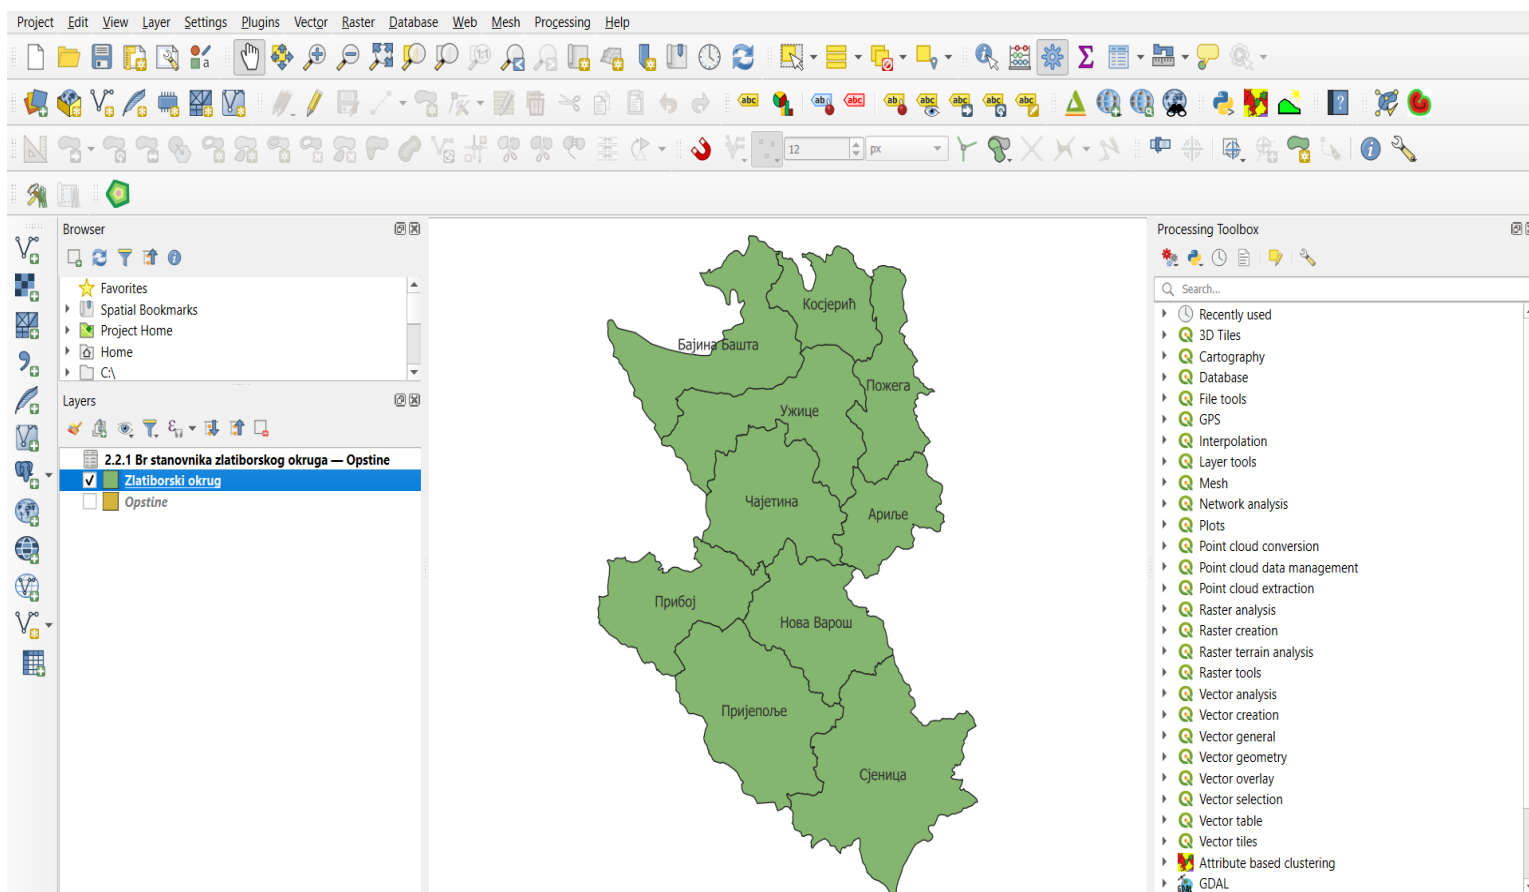 Project Edit View Layer Settings Plugins Vector Raster Database Web Mesh Processing Help
12 px
Browser
Favorites
Spatial Bookmarks
Project Home
Home
C:\
Layers
2.2.1 Br stanovnika zlatiborskog okruga — Opstine
Zlatiborski okrug
Opstine
Косјерић
Бајина Башта
Пожега
Ужице
Чајетина
Ариље
Прибој
Нова Варош
Пријепоље
Сјеница
Processing Toolbox
Search...
Recently used
3D Tiles
Cartography
Database
File tools
GPS
Interpolation
Layer tools
Mesh
Network analysis
Plots
Point cloud conversion
Point cloud data management
Point cloud extraction
Raster analysis
Raster creation
Raster terrain analysis
Raster tools
Vector analysis
Vector creation
Vector general
Vector geometry
Vector overlay
Vector selection
Vector table
Vector tiles
Attribute based clustering
GDAL